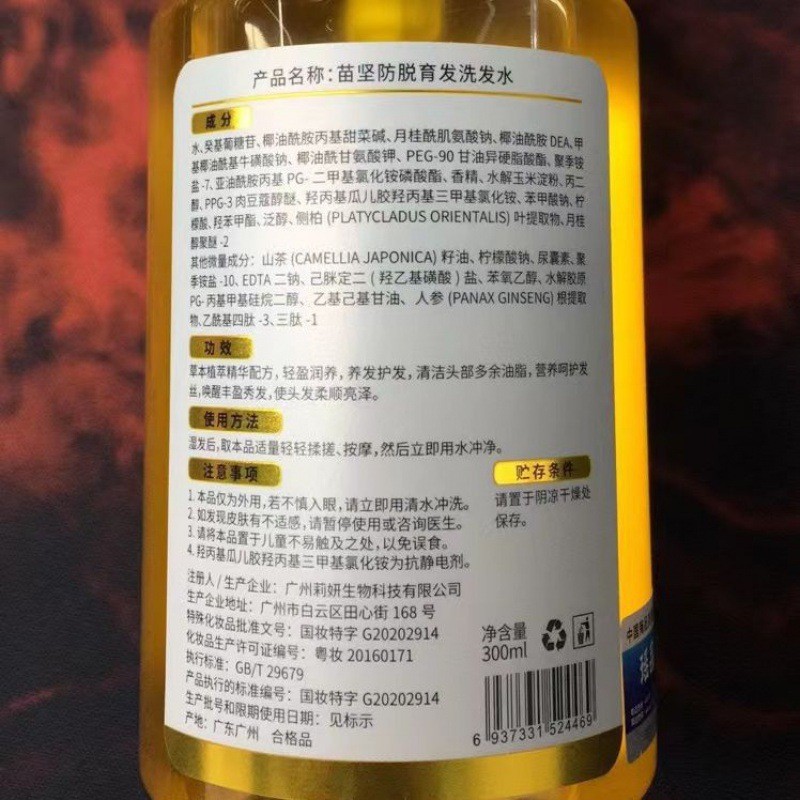 产品名称：苗坚防脱育发洗发水
成分
水、癸基葡糖苷、椰油酰胺丙基甜菜碱、月桂酰肌氨酸钠、椰油酰胺 DEA、甲
基椰油酰基牛磺酸钠、椰油酰甘氨酸钾、PEG-90 甘油异硬脂酸酯、聚季铵
盐 -7、亚油酰胺丙基 PG- 二甲基氯化铵磷酸酯、香精、水解玉米淀粉、丙二
醇、PPG-3 肉豆蔻醇醚、羟丙基瓜儿胶羟丙基三甲基氯化铵、苯甲酸钠、柠
檬酸、羟苯甲酯、泛醇、侧柏 (PLATYCLADUS ORIENTALIS) 叶提取物、月桂
醇聚醚 -2
其他微量成分：山茶 (CAMELLIA JAPONICA) 籽油、柠檬酸钠、尿囊素、聚
季铵盐 -10、EDTA 二钠、己脒定二 ( 羟乙基磺酸 ) 盐、苯氧乙醇、水解胶原
PG- 丙基甲基硅烷二醇、乙基己基甘油、人参 (PANAX GINSENG) 根提取
物、乙酰基四肽 -3、三肽 -1
功效
草本植萃精华配方，轻盈润养，养发护发，清洁头部多余油脂，营养呵护发
丝，唤醒丰盈秀发，使头发柔顺亮泽。
使用方法
湿发后，取本品适量轻轻揉搓、按摩，然后立即用水冲净。
注意事项
1. 本品仅为外用，若不慎入眼，请立即用清水冲洗。
2. 如发现皮肤有不适感，请暂停使用或咨询医生。
3. 请将本品置于儿童不易触及之处，以免误食。
4. 羟丙基瓜儿胶羟丙基三甲基氯化铵为抗静电剂。
贮存条件
请置于阴凉干燥处
保存。
注册人 / 生产企业：广州莉妍生物科技有限公司
生产企业地址：广州市白云区田心街 168 号
特殊化妆品批准文号：国妆特字 G20202914
化妆品生产许可证编号：粤妆 20160171
执行标准：GB/T 29679
产品执行的标准编号：国妆特字 G20202914
生产批号和限期使用日期：见标示
产地：广东广州 合格品
净含量
300ml
6 937331 524469